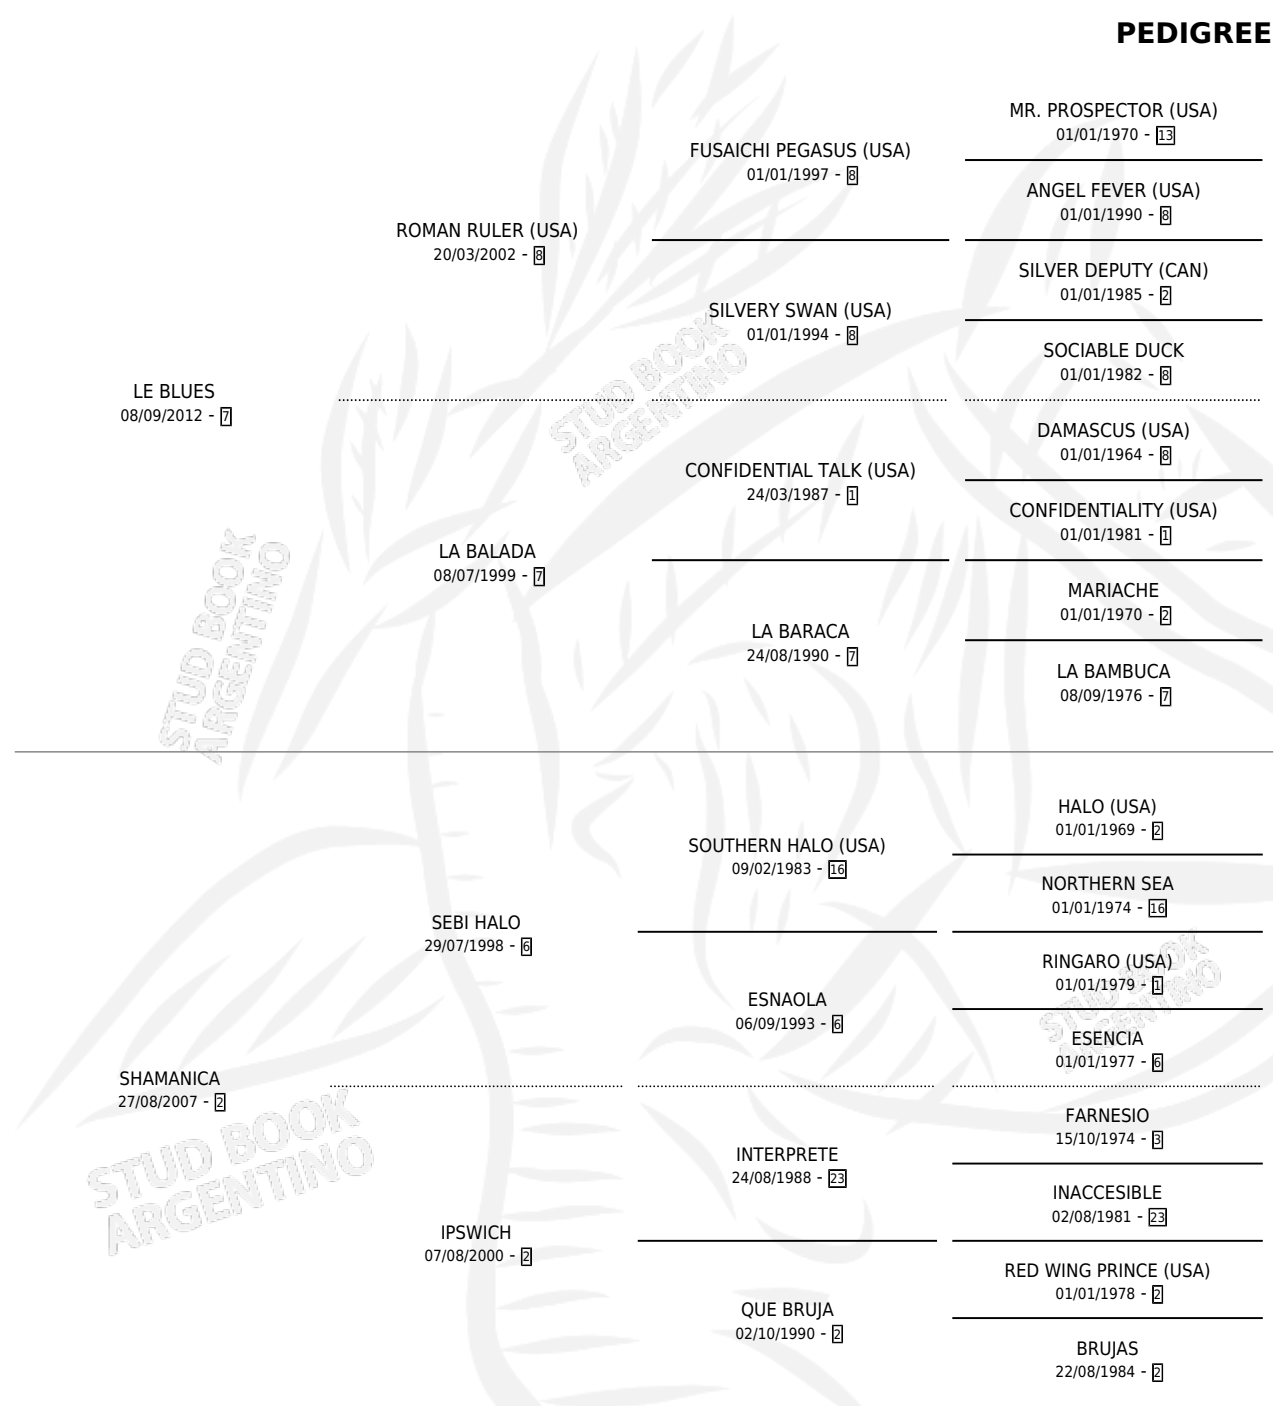 PEDIGREE
MR. PROSPECTOR (USA)
01/01/1970 - 13
FUSAICHI PEGASUS (USA)
01/01/1997 - 8
ANGEL FEVER (USA)
01/01/1990 - 8
ROMAN RULER (USA)
20/03/2002 - 8
SILVER DEPUTY (CAN)
01/01/1985 - 2
SILVERY SWAN (USA)
01/01/1994 - 8
SOCIABLE DUCK
01/01/1982 - 8
STUD BOOK
ARGENTINO
LE BLUES
08/09/2012 - 7
DAMASCUS (USA)
01/01/1964 - 8
CONFIDENTIAL TALK (USA)
24/03/1987 - 1
CONFIDENTIALITY (USA)
01/01/1981 - 1
LA BALADA
08/07/1999 - 7
MARIACHE
01/01/1970 - 2
LA BARACA
24/08/1990 - 7
LA BAMBUCA
08/09/1976 - 7
STUD BOOK
ARGENTINO
HALO (USA)
01/01/1969 - 2
SOUTHERN HALO (USA)
09/02/1983 - 16
NORTHERN SEA
01/01/1974 - 16
SEBI HALO
29/07/1998 - 6
RINGARO (USA)
01/01/1979 - 1
ESNAOLA
06/09/1993 - 6
ESENCIA
01/01/1977 - 6
STUD BOOK
ARGENTINO
SHAMANICA
27/08/2007 - 2
FARNESIO
15/10/1974 - 3
INTERPRETE
24/08/1988 - 23
INACCESIBLE
02/08/1981 - 23
STUD BOOK
ARGENTINO
IPSWICH
07/08/2000 - 2
RED WING PRINCE (USA)
01/01/1978 - 2
QUE BRUJA
02/10/1990 - 2
BRUJAS
22/08/1984 - 2